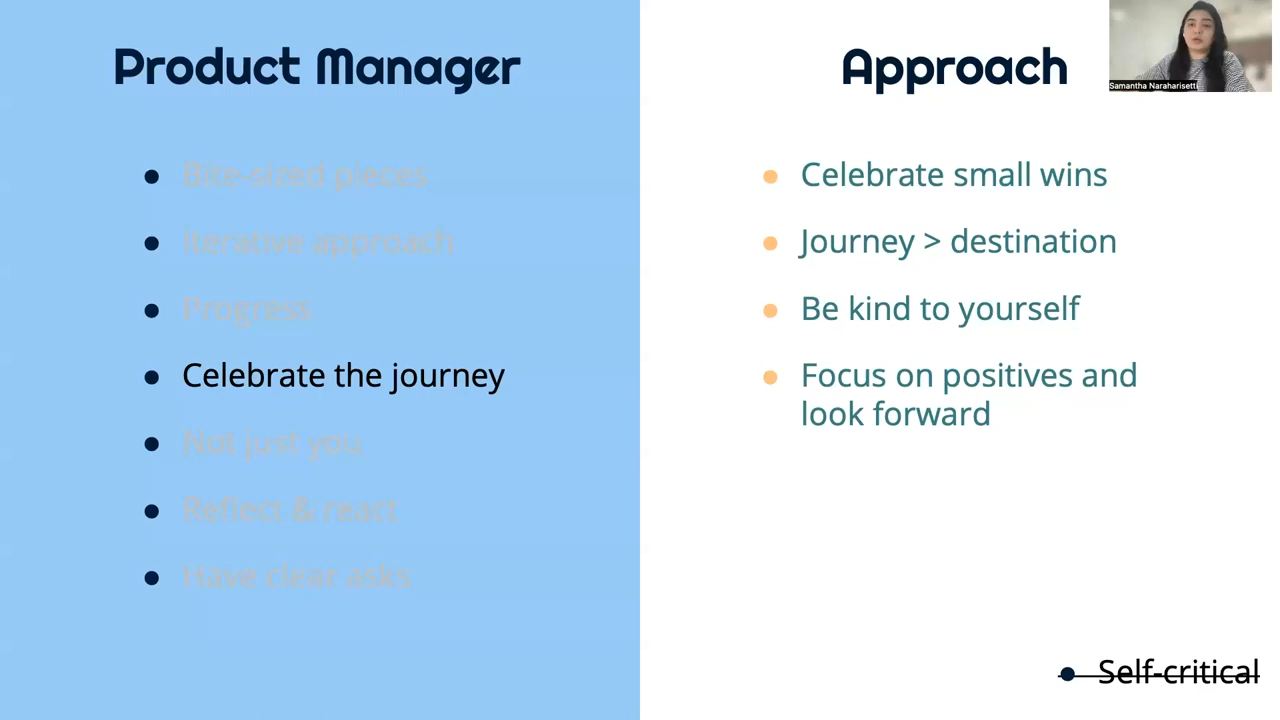 Product Manager
Bite-sized pieces
Iterative approach
Progress
Celebrate the journey
Not just you
Reflect & react
Have clear asks
Approach
Celebrate small wins
Journey > destination
Be kind to yourself
Focus on positives and
look forward
Self-critical
Samantha Naraharisetti